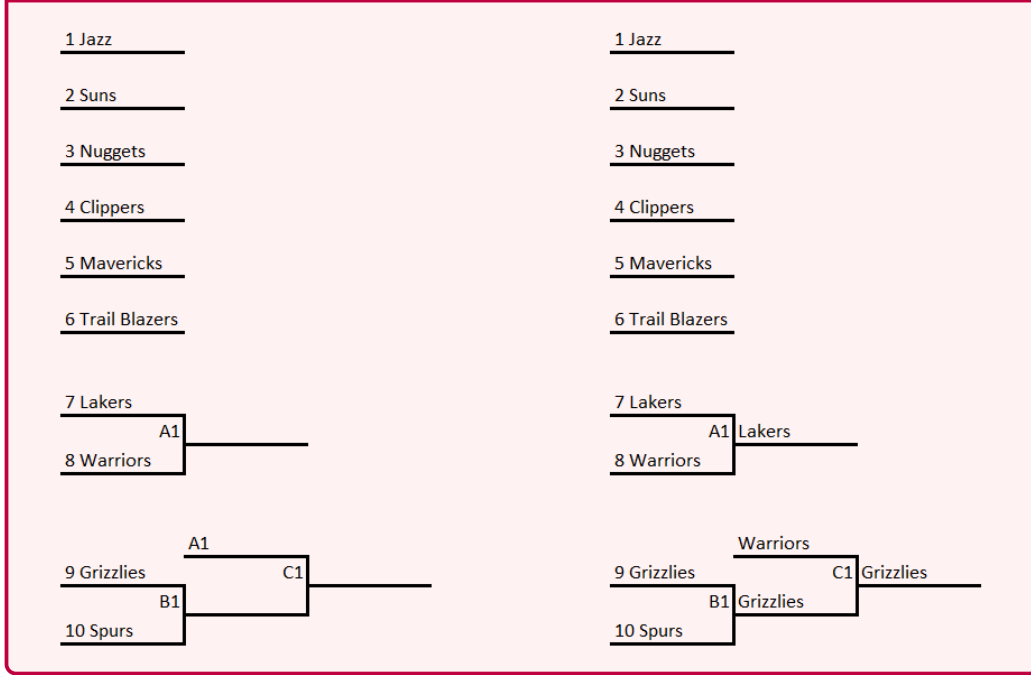 1 Jazz
2 Suns
3 Nuggets
4 Clippers
5 Mavericks
6 Trail Blazers
7 Lakers
A1
8 Warriors
A1
9 Grizzlies
C1
B1
10 Spurs
1 Jazz
2 Suns
3 Nuggets
4 Clippers
5 Mavericks
6 Trail Blazers
7 Lakers
A1 Lakers
8 Warriors
Warriors
9 Grizzlies
C1 Grizzlies
B1 Grizzlies
10 Spurs